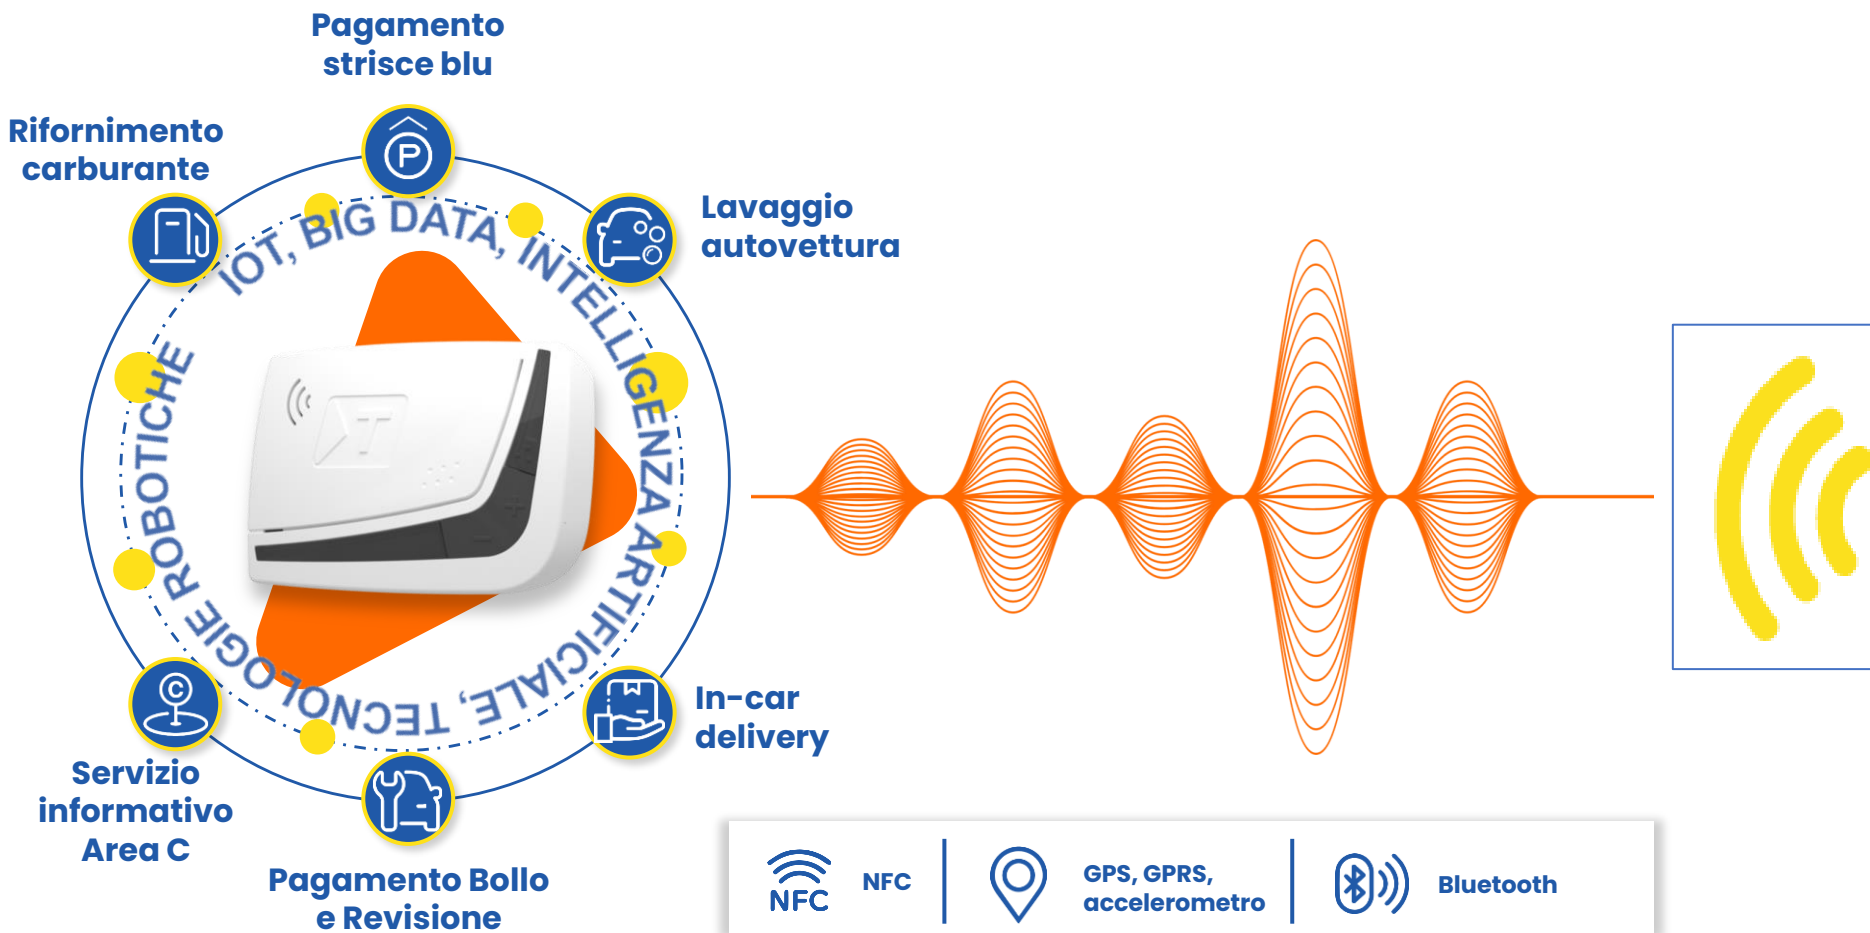 Pagamento
strisce blu
Rifornimento
carburante
Lavaggio
autovettura
IOT, BIG DATA, INTELLIGENZA ARTIFICIALE, TECNOLOGIE ROBOTICHE
T
In-car
delivery
Servizio
informativo
Area C
Pagamento Bollo
e Revisione
P
C
NFC
NFC
GPS, GPRS,
accelerometro
Bluetooth